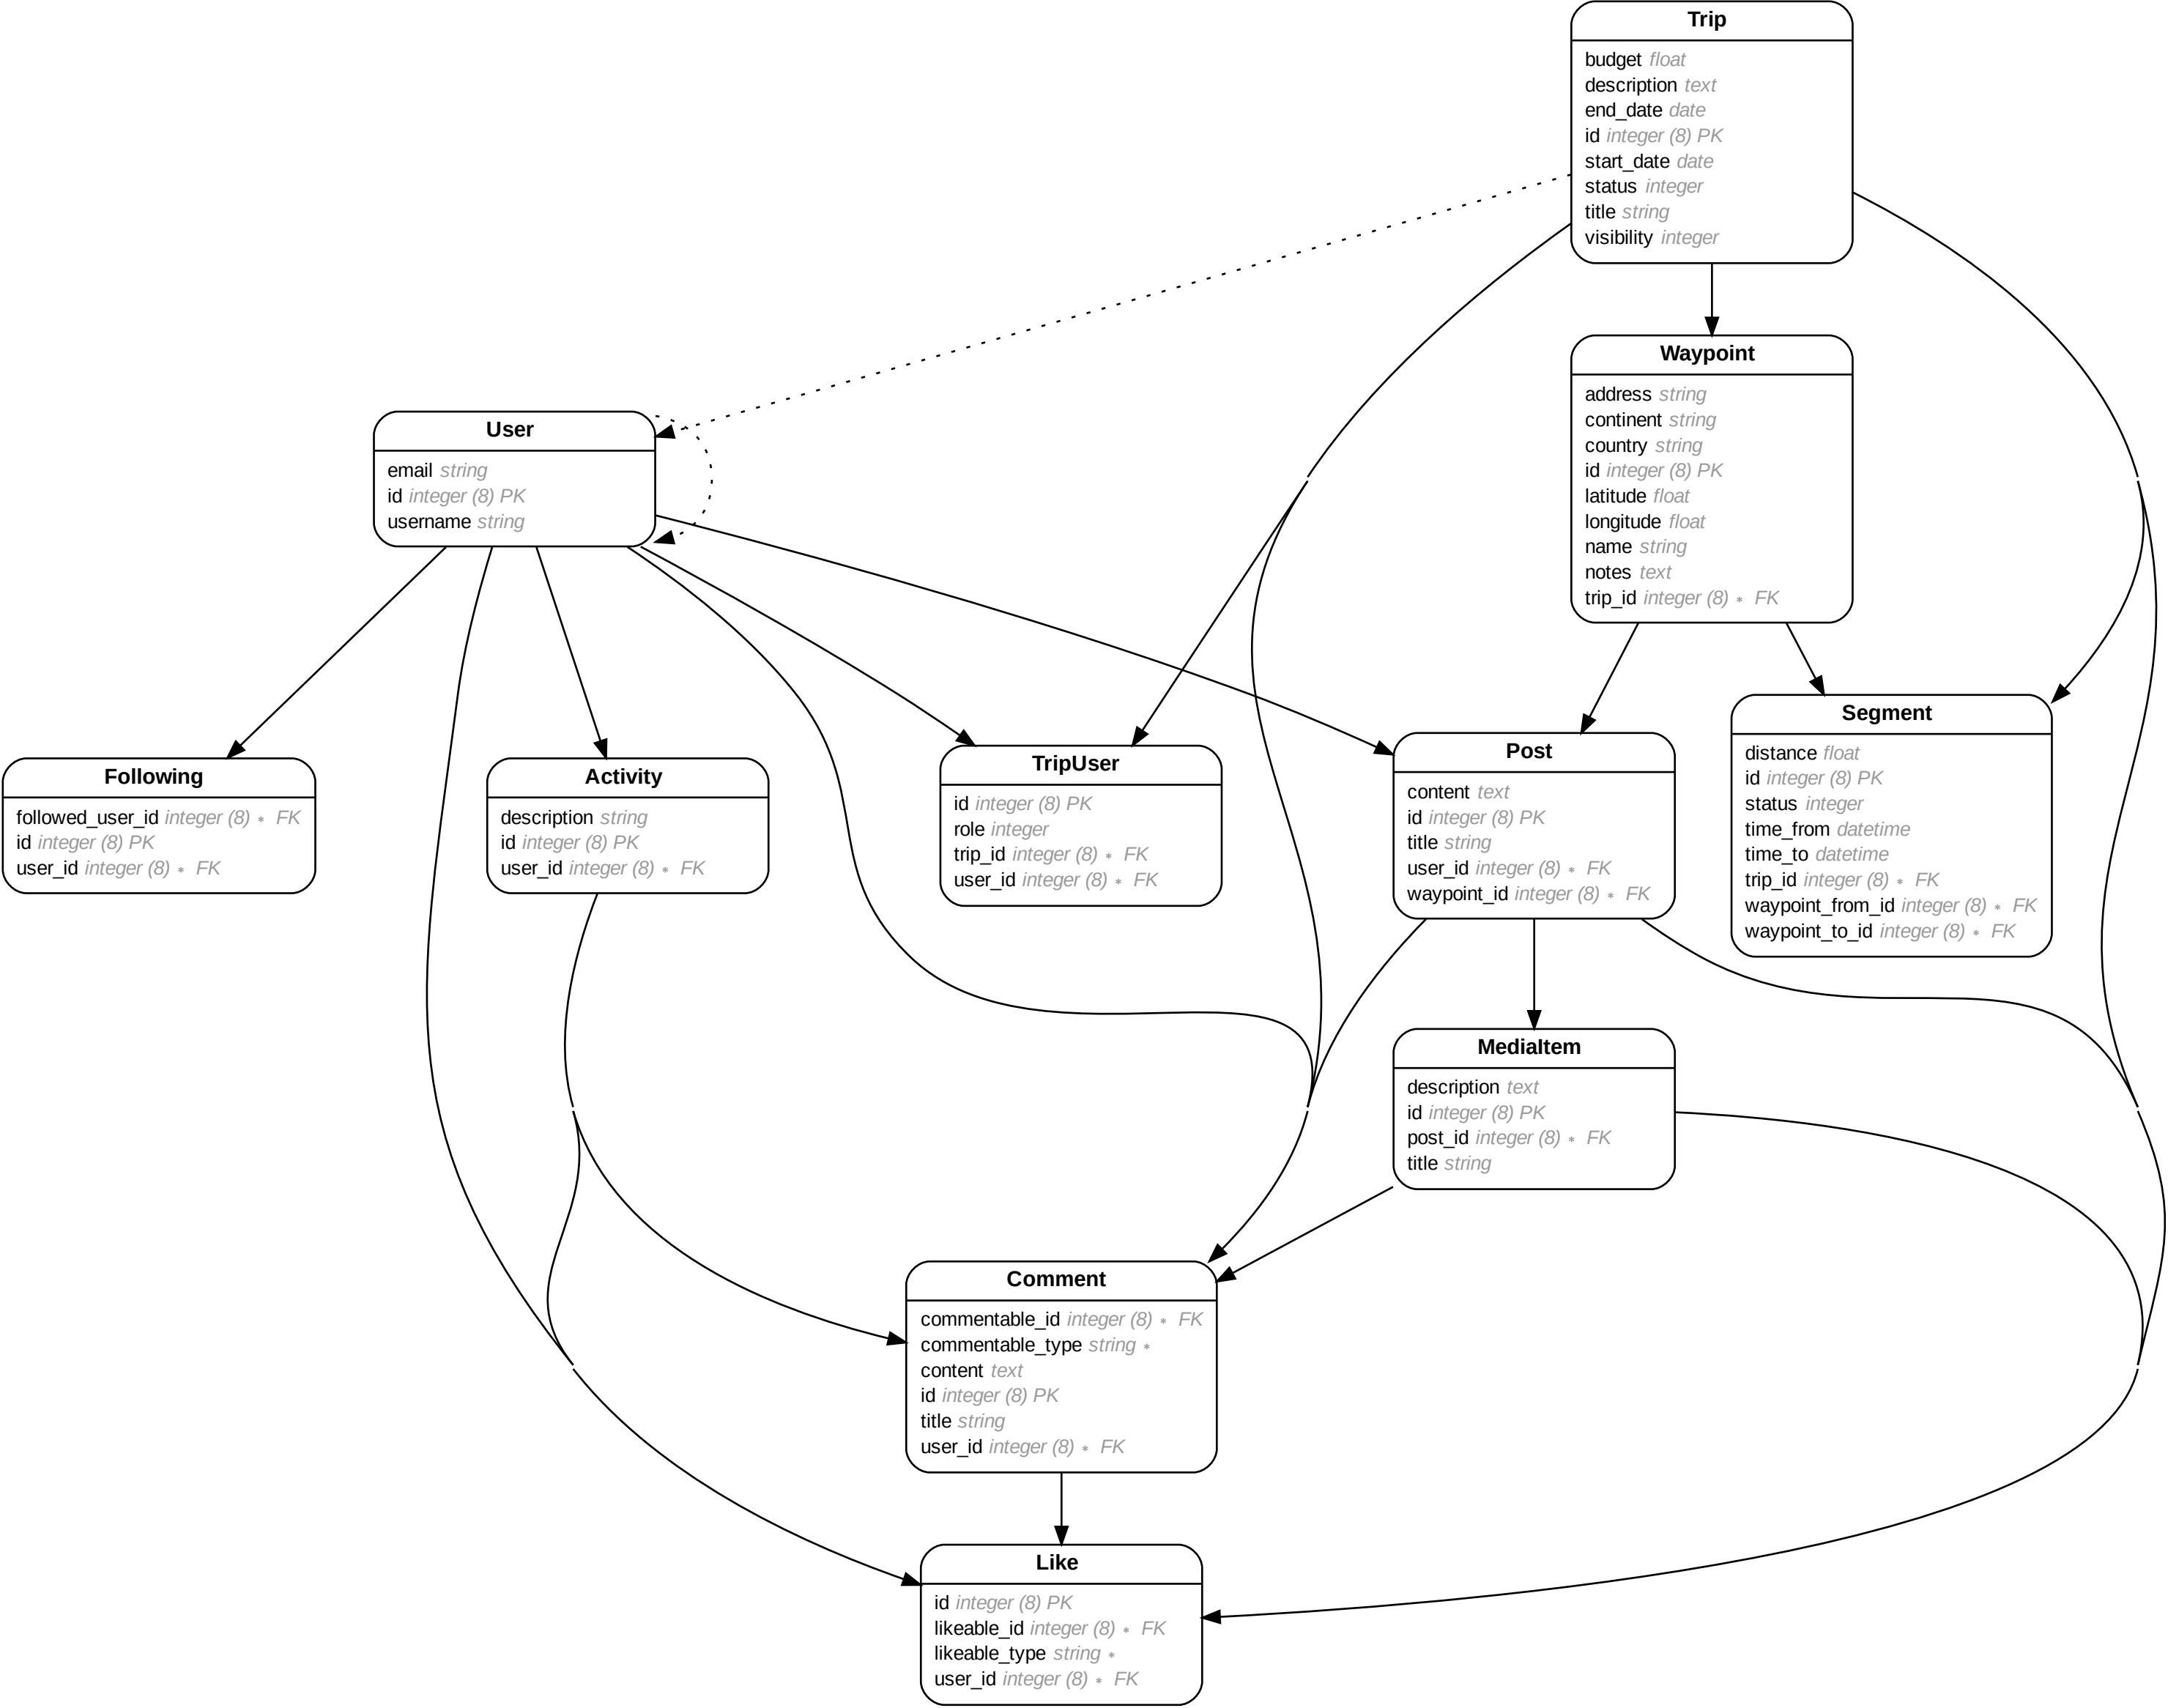 Trip
budget float
description text
end_date date
id integer (8) PK
start_date date
status integer
title string
visibility integer
Waypoint
address string
continent string
country string
id integer (8) PK
latitude float
longitude float
name string
notes text
trip_id integer (8) ∗ FK
User
email string
id integer (8) PK
username string
Following
followed_user_id integer (8) ∗ FK
id integer (8) PK
user_id integer (8) ∗ FK
Activity
description string
id integer (8) PK
user_id integer (8) ∗ FK
TripUser
id integer (8) PK
role integer
trip_id integer (8) ∗ FK
user_id integer (8) ∗ FK
Post
content text
id integer (8) PK
title string
user_id integer (8) ∗ FK
waypoint_id integer (8) ∗ FK
Segment
distance float
id integer (8) PK
status integer
time_from datetime
time_to datetime
trip_id integer (8) ∗ FK
waypoint_from_id integer (8) ∗ FK
waypoint_to_id integer (8) ∗ FK
MediaItem
description text
id integer (8) PK
post_id integer (8) ∗ FK
title string
Comment
commentable_id integer (8) ∗ FK
commentable_type string ∗
content text
id integer (8) PK
title string
user_id integer (8) ∗ FK
Like
id integer (8) PK
likeable_id integer (8) ∗ FK
likeable_type string ∗
user_id integer (8) ∗ FK